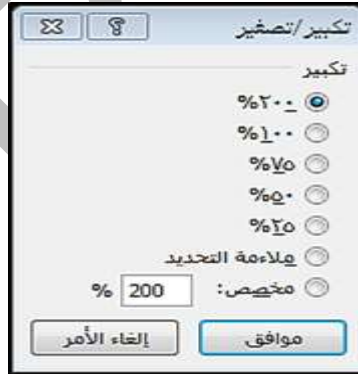 تكبير/تصغير
تكبير
%٢٠٠
%١٠٠
%٧٥
%٥٠
%٢٥
ملاءمة التحديد
مخصص: 200 %
موافق
إلغاء الأمر